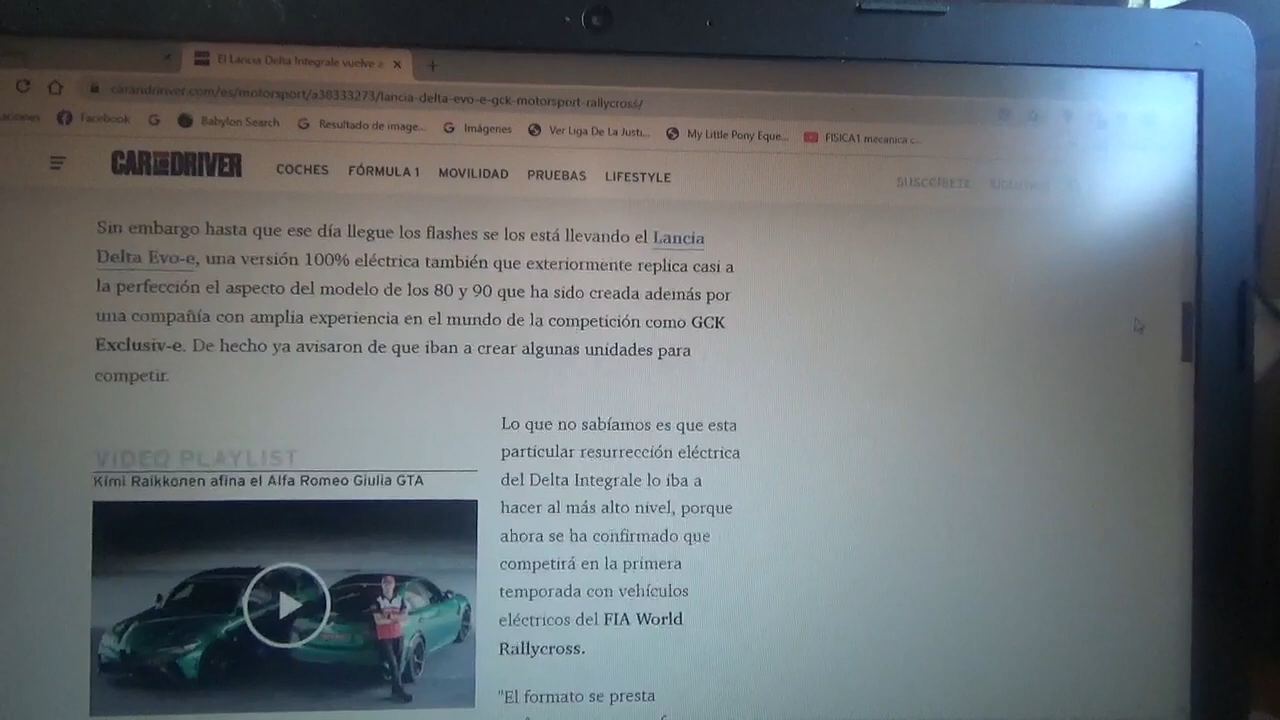 El Lancia Delta Integrale vuelve a
carandriver.com/es/motorsport/a38333273/lancia-delta-evo-e-gck-motorsport-rallycross/
Facebook
Babylon Search
Resultado de image...
Imágenes
Ver Liga De La Justi...
My Little Pony Eque...
FISICA1 mecanica c...
CAR AND DRIVER
COCHES
FÓRMULA 1
MOVILIDAD
PRUEBAS
LIFESTYLE
SUSCRÍBETE
Sin embargo hasta que ese día llegue los flashes se los está llevando el Lancia
Delta Evo-e, una versión 100% eléctrica también que exteriormente replica casi a
la perfección el aspecto del modelo de los 80 y 90 que ha sido creada además por
una compañía con amplia experiencia en el mundo de la competición como GCK
Exclusiv-e. De hecho ya avisaron de que iban a crear algunas unidades para
competir.
VIDEO PLAYLIST
Kimi Raikkonen afina el Alfa Romeo Giulia GTA
Lo que no sabíamos es que esta
particular resurrección eléctrica
del Delta Integrale lo iba a
hacer al más alto nivel, porque
ahora se ha confirmado que
competirá en la primera
temporada con vehículos
eléctricos del FIA World
Rallycross.
"El formato se presta